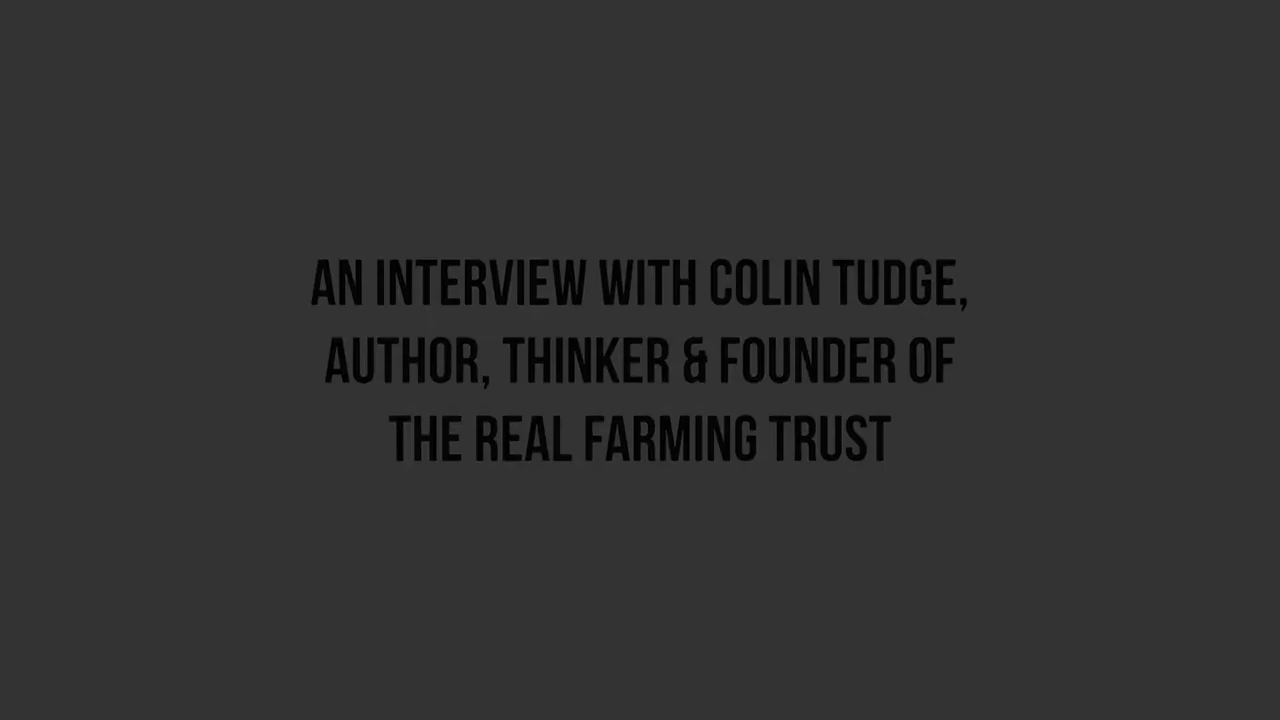 AN INTERVIEW WITH COLIN TUDGE,
AUTHOR, THINKER & FOUNDER OF
THE REAL FARMING TRUST